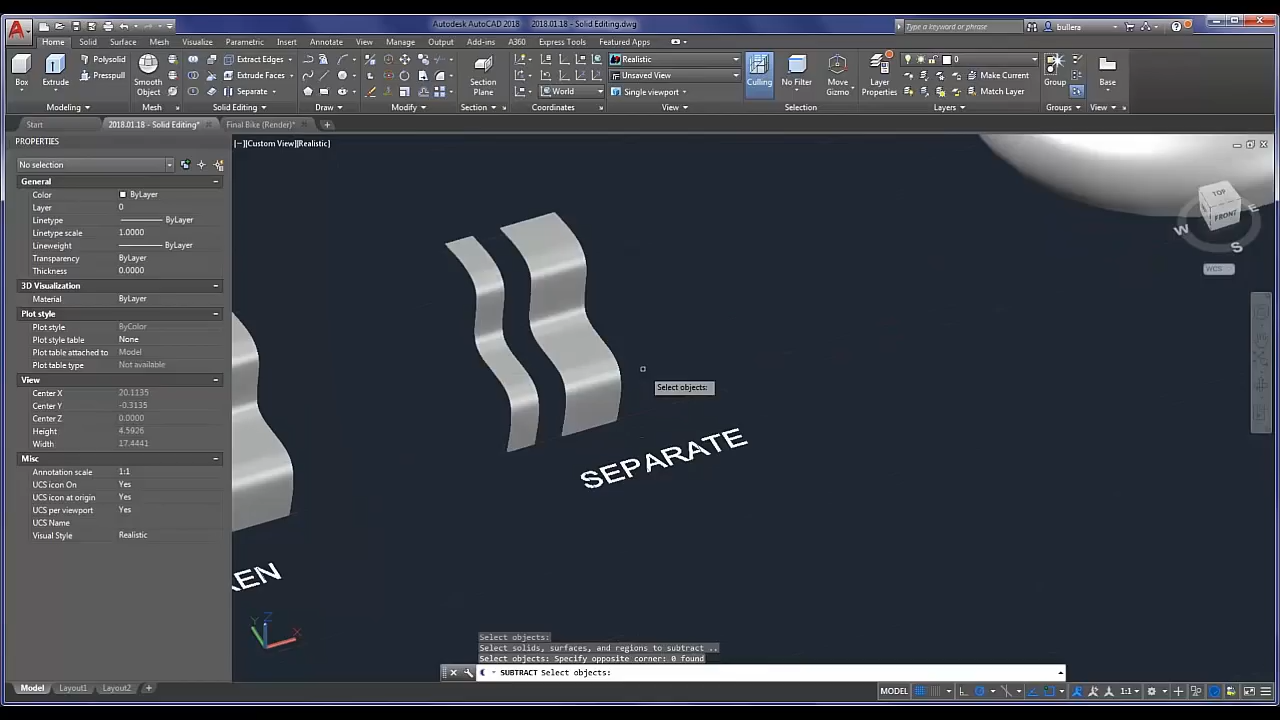 Autodesk AutoCAD 2018 2018.01.18 - Solid Editing.dwg
Type a keyword or phrase
bullera
Home Solid Surface Mesh Visualize Parametric Insert Annotate View Manage Output Add-ins A360 Express Tools Featured Apps
Box
Extrude
Polysolid
Presspull
Smooth Object
Extract Edges
Extrude Faces
Separate
Section Plane
World
Realistic
Unsaved View
Single viewport
Culling
No Filter
Move Gizmo
Layer Properties
0
Make Current
Match Layer
Group
Base
Modeling Mesh Solid Editing Draw Modify Section Coordinates View Selection Layers Groups View
Start 2018.01.18 - Solid Editing* Final Bike (Render)*
PROPERTIES
No selection
General
Color ByLayer
Layer 0
Linetype ByLayer
Linetype scale 1.0000
Lineweight ByLayer
Transparency ByLayer
Thickness 0.0000
3D Visualization
Material ByLayer
Plot style
Plot style ByColor
Plot style table None
Plot table attached to Model
Plot table type Not available
View
Center X 20.1135
Center Y -0.3135
Center Z 0.0000
Height 4.5926
Width 17.4441
Misc
Annotation scale 1:1
UCS icon On Yes
UCS icon at origin Yes
UCS per viewport Yes
UCS Name
Visual Style Realistic
[−][Custom View][Realistic]
TOP
FRONT
W
E
S
WCS
Select objects:
SEPARATE
KEN
Z
Y
X
Select objects:
Select solids, surfaces, and regions to subtract ..
Select objects: Specify opposite corner: 0 found
SUBTRACT Select objects:
Model Layout1 Layout2 +
MODEL 1:1